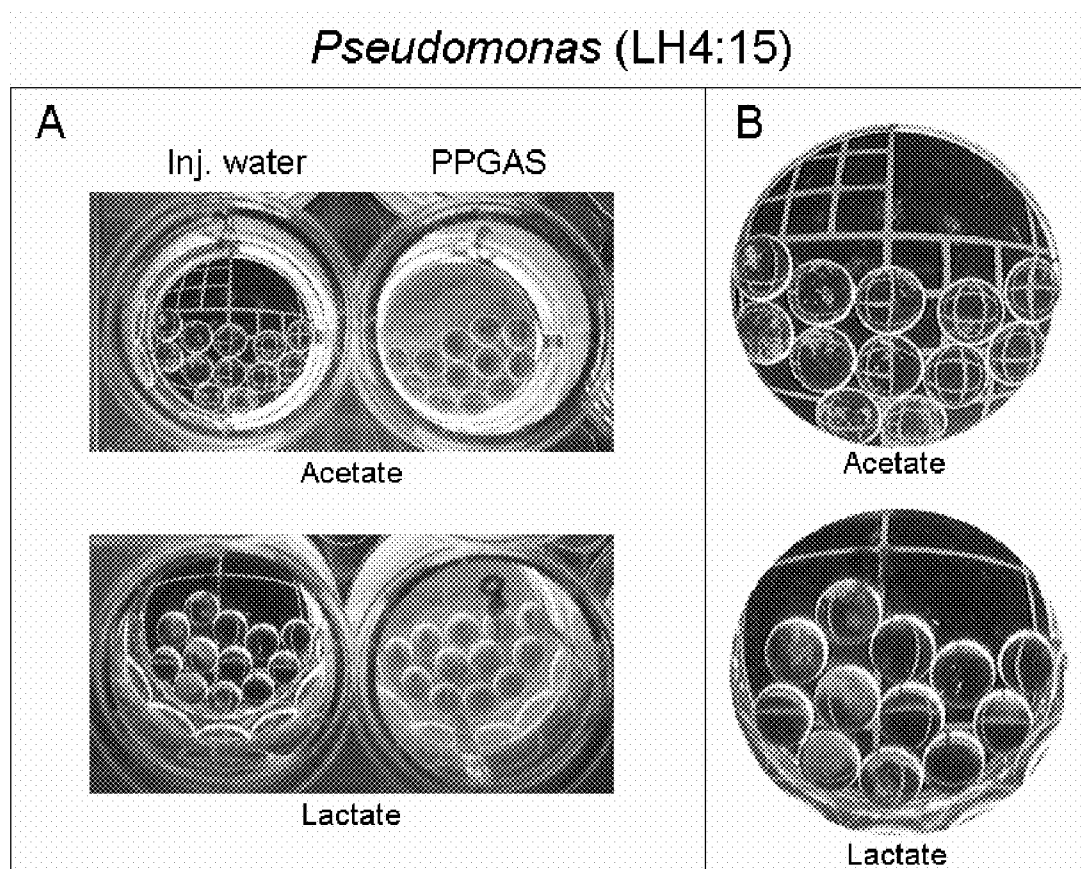 Pseudomonas (LH4:15)
A
Inj. water PPGAS
Acetate
Lactate
B
Acetate
Lactate